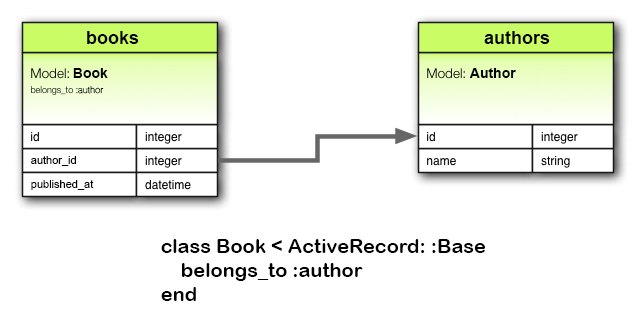 books
Model: Book
belongs_to :author
id integer
author_id integer
published_at datetime
authors
Model: Author
id integer
name string
class Book < ActiveRecord: :Base
belongs_to :author
end